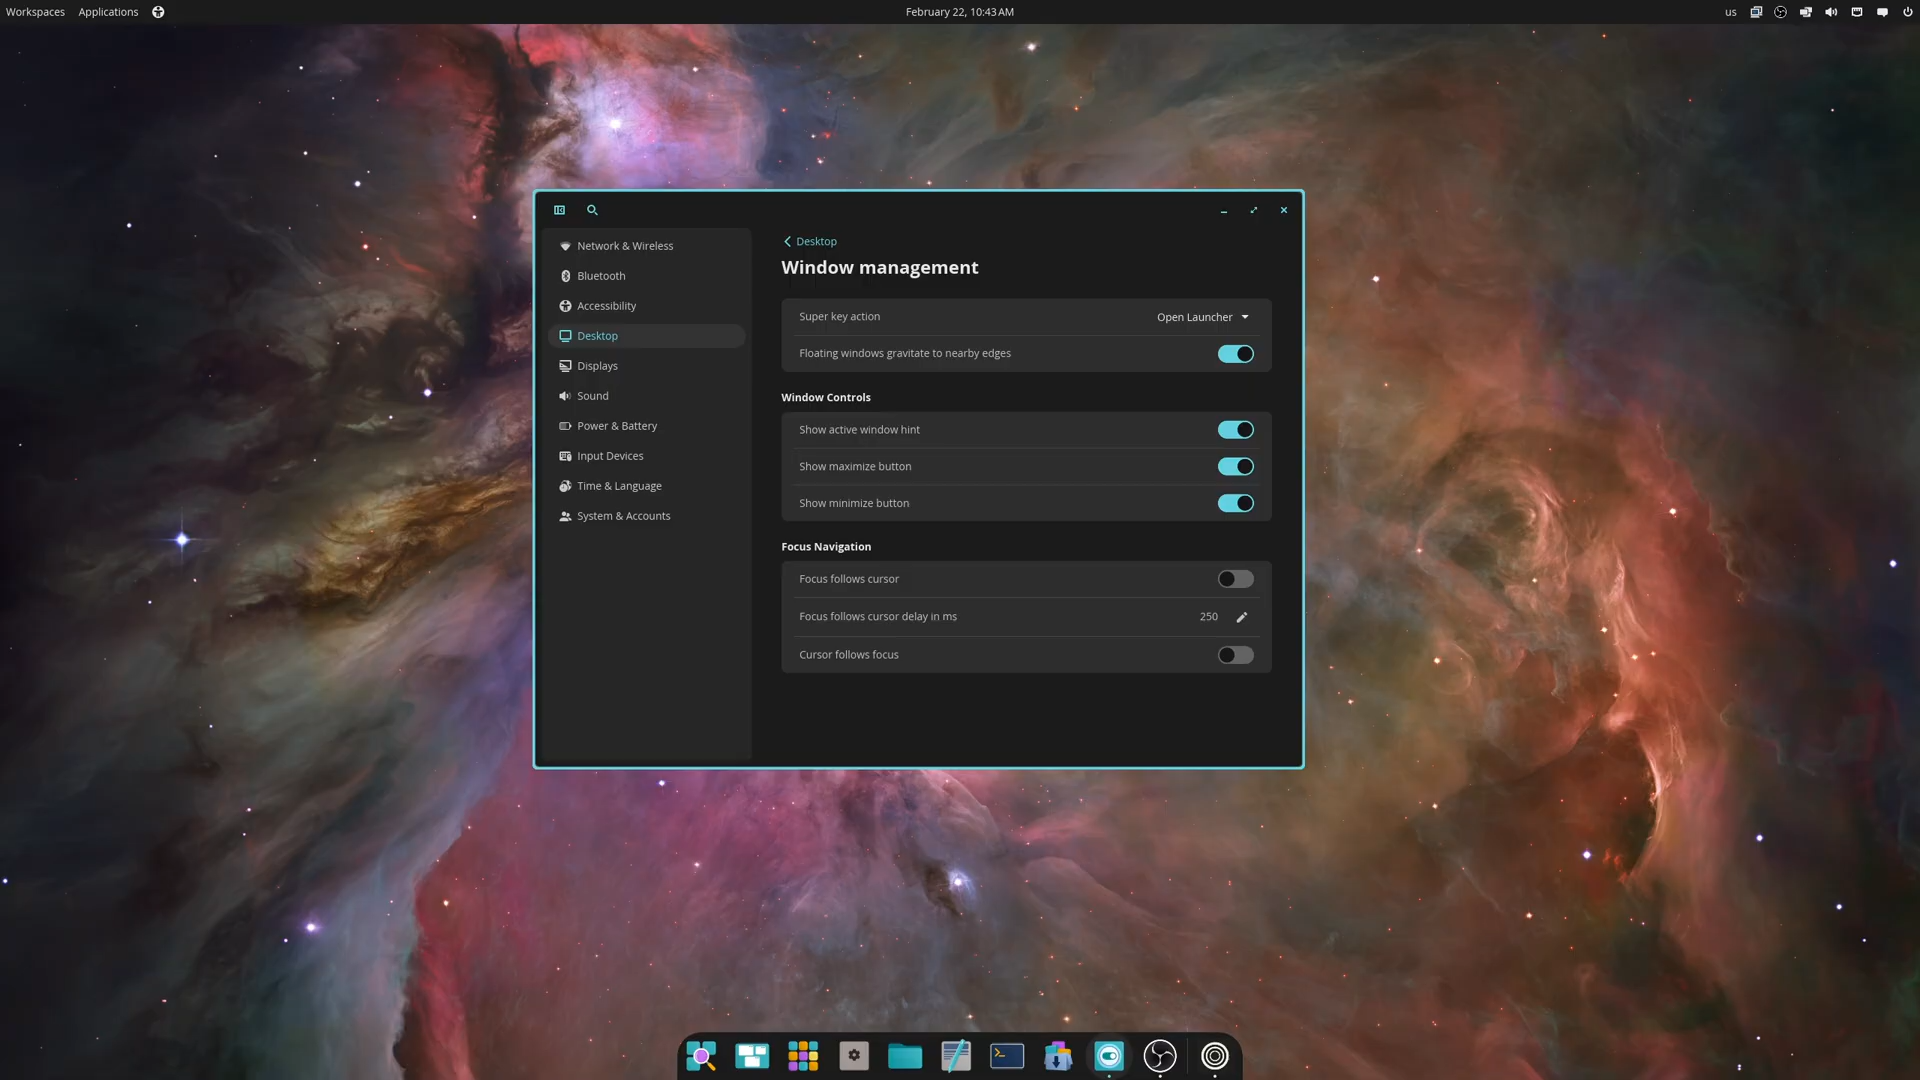 Workspaces Applications February 22, 10:43 AM us
Network & Wireless
Bluetooth
Accessibility
Desktop
Displays
Sound
Power & Battery
Input Devices
Time & Language
System & Accounts
Desktop
Window management
Super key action Open Launcher
Floating windows gravitate to nearby edges
Window Controls
Show active window hint
Show maximize button
Show minimize button
Focus Navigation
Focus follows cursor
Focus follows cursor delay in ms 250
Cursor follows focus